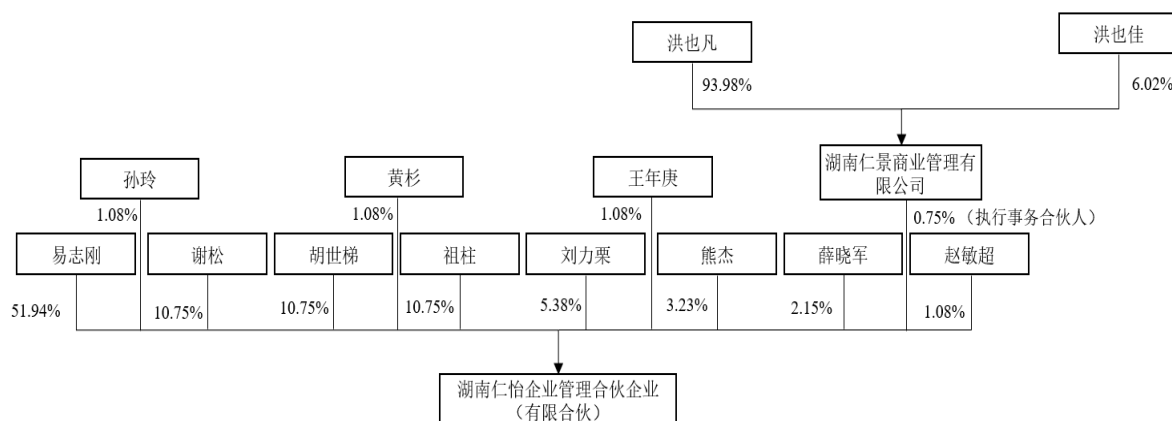 洪也凡
洪也佳
93.98%
6.02%
湖南仁景商业管理有
限公司
孙玲
黄杉
王年庚
1.08%
1.08%
1.08%
0.75%（执行事务合伙人）
易志刚
谢松
胡世梯
祖柱
刘力栗
熊杰
薛晓军
赵敏超
51.94%
10.75%
10.75%
10.75%
5.38%
3.23%
2.15%
1.08%
湖南仁怡企业管理合伙企业
（有限合伙）